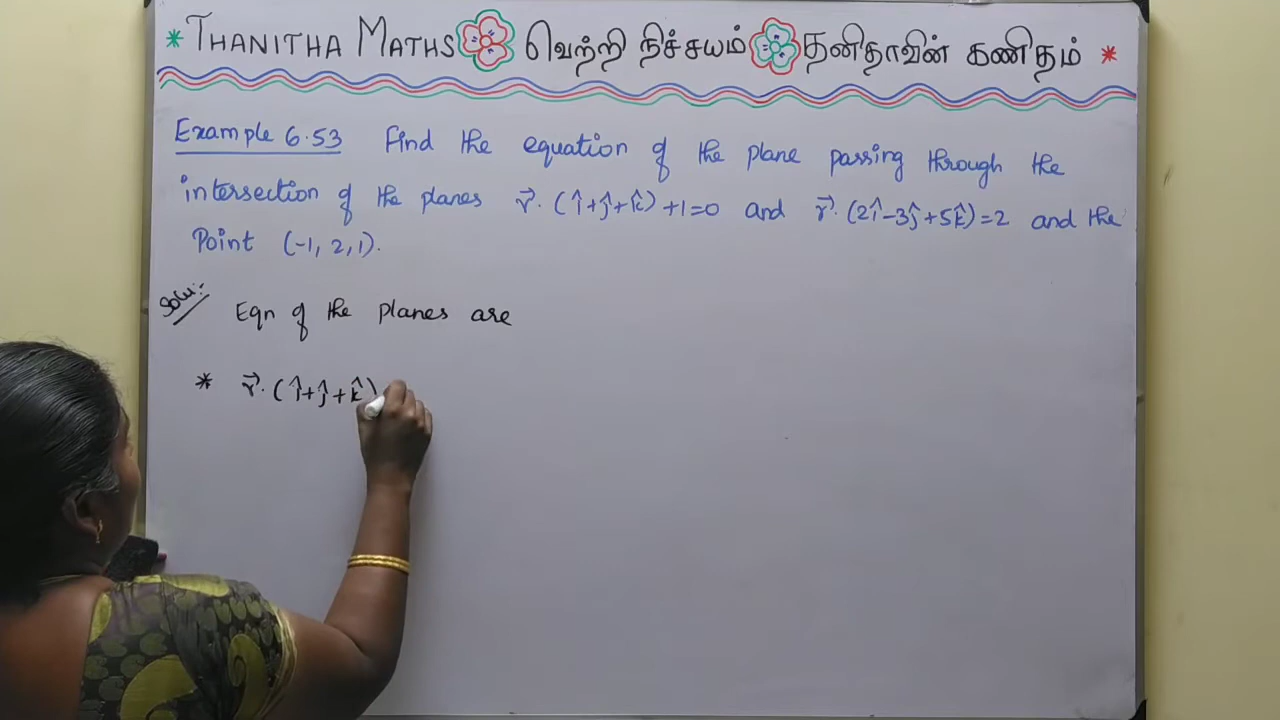 * THANITHA MATHS வெற்றி நிச்சயம் தனிதாவின் கணிதம் *
Example 6.53 Find the equation of the plane passing through the
intersection of the planes r⃗. (î+ĵ+k̂)+1=0 and r⃗. (2î-3ĵ+5k̂)=2 and the
Point (-1, 2, 1).
Solu:- Eqn of the planes are
* r⃗. (î+ĵ+k̂)